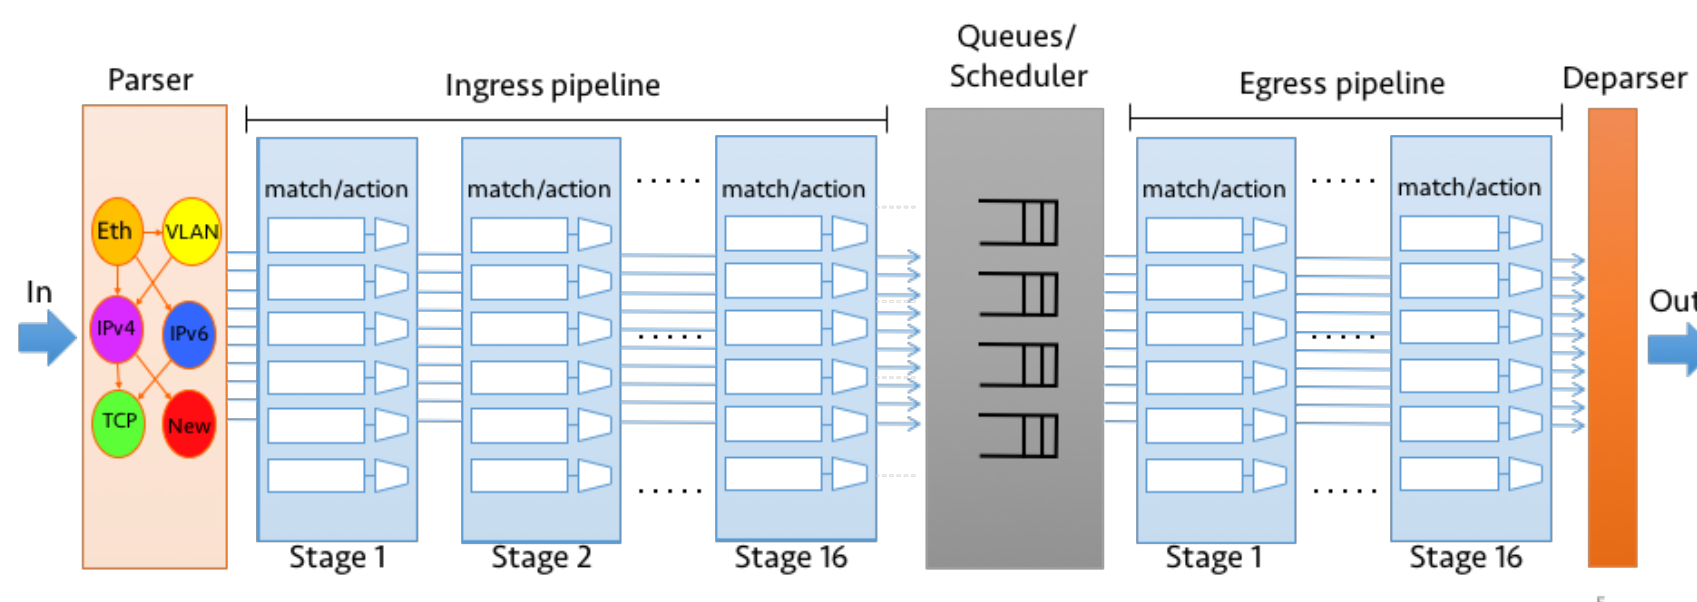 Queues/
Scheduler
Parser
Ingress pipeline
Egress pipeline
Deparser
match/action
match/action
.....
match/action
match/action
.....
match/action
Eth
VLAN
In
Out
IPv4
IPv6
.....
.....
TCP
New
.....
.....
Stage 1
Stage 2
Stage 16
Stage 1
Stage 16